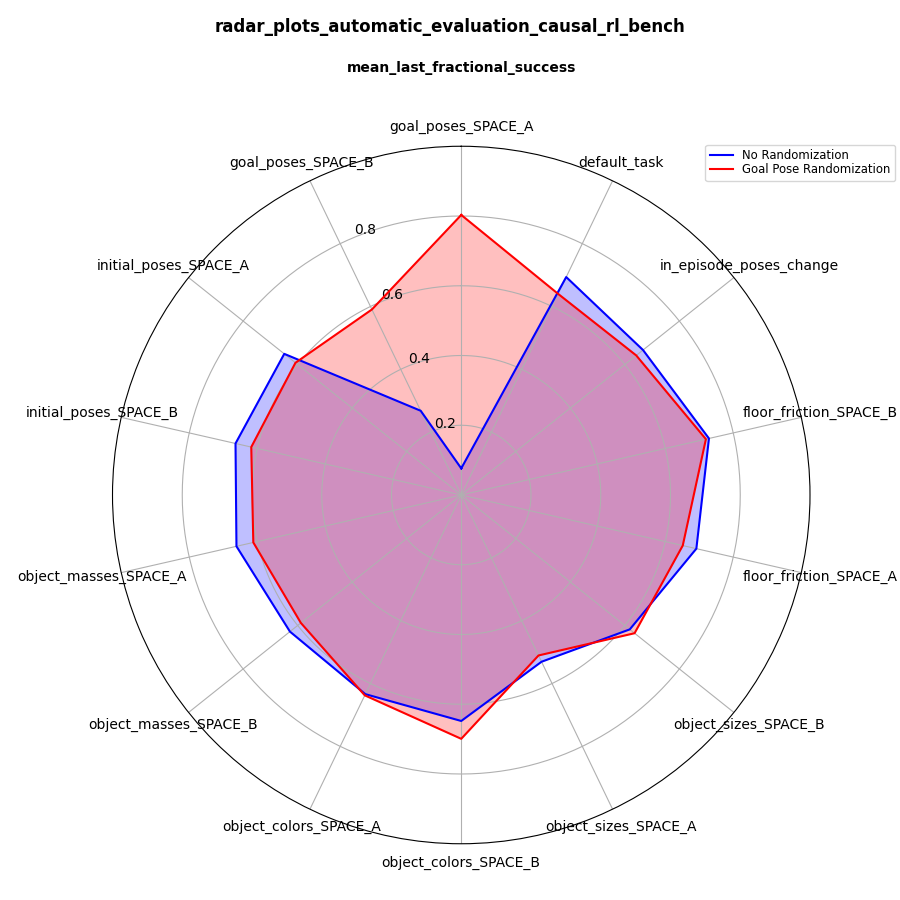 radar_plots_automatic_evaluation_causal_rl_bench
mean_last_fractional_success
goal_poses_SPACE_A
No Randomization
Goal Pose Randomization
goal_poses_SPACE_B
default_task
0.8
initial_poses_SPACE_A
in_episode_poses_change
0.6
0.4
initial_poses_SPACE_B
floor_friction_SPACE_B
0.2
object_masses_SPACE_A
floor_friction_SPACE_A
object_masses_SPACE_B
object_sizes_SPACE_B
object_colors_SPACE_A
object_sizes_SPACE_A
object_colors_SPACE_B